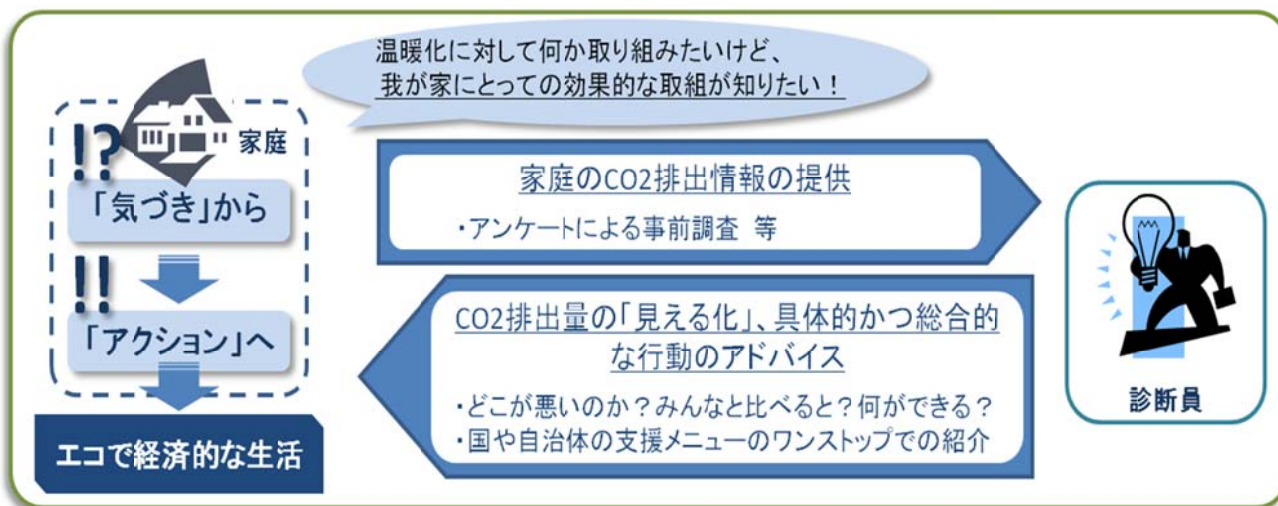 温暖化に対して何か取り組みたいけど、
我が家にとっての効果的な取組が知りたい！
!?
家庭
「気づき」から
!!
「アクション」へ
エコで経済的な生活
家庭のCO2排出情報の提供
・アンケートによる事前調査 等
CO2排出量の「見える化」、具体的かつ総合的
な行動のアドバイス
・どこが悪いのか？みんなと比べると？何ができる？
・国や自治体の支援メニューのワンストップでの紹介
診断員